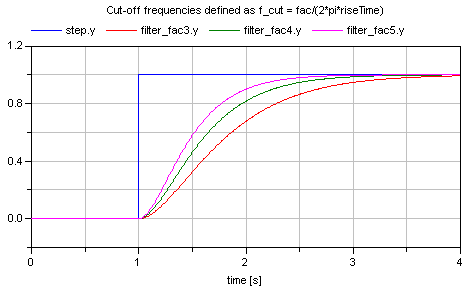 Cut-off frequencies defined as f_cut = fac/(2*pi*riseTime)
step.y filter_fac3.y filter_fac4.y filter_fac5.y
1.2
0.8
0.4
0.0
0 1 2 3 4
time [s]